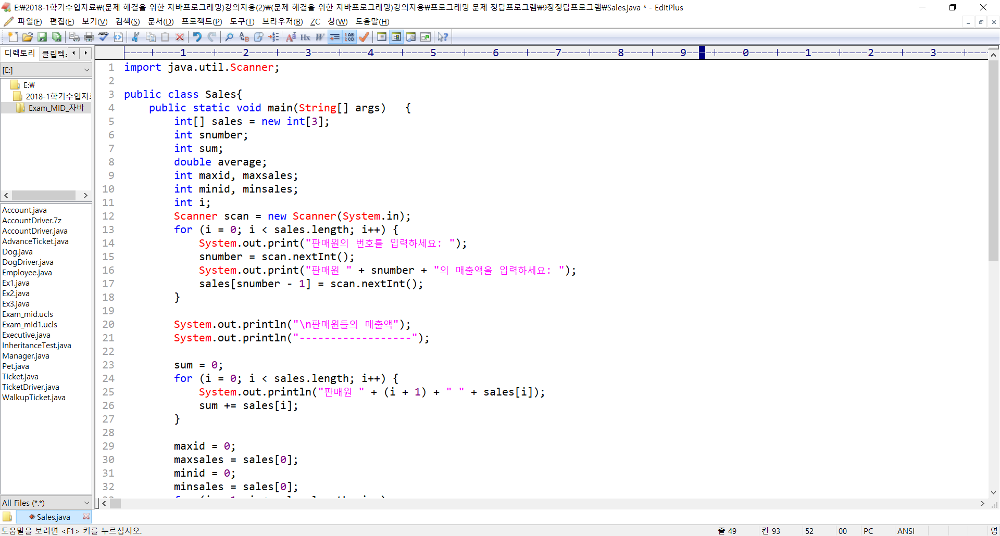 E:₩2018-1학기수업자료₩(문제 해결을 위한 자바프로그래밍)강의자용(2)₩(문제 해결을 위한 자바프로그래밍)강의자용₩프로그래밍 문제 정답프로그램₩9장정답프로그램₩Sales.java * - EditPlus
파일(F) 편집(E) 보기(V) 검색(S) 문서(D) 프로젝트(P) 도구(T) 브라우저(B) ZC 창(W) 도움말(H)
디렉토리 클립텍
[E:]
E:₩
2018-1학기수업자료
Exam_MID_자바
Account.java
AccountDriver.7z
AccountDriver.java
AdvanceTicket.java
Dog.java
DogDriver.java
Employee.java
Ex1.java
Ex2.java
Ex3.java
Exam_mid.ucls
Exam_mid1.ucls
Executive.java
InheritanceTest.java
Manager.java
Pet.java
Ticket.java
TicketDriver.java
WalkupTicket.java
All Files (*.*)
----+----1----+----2----+----3----+----4----+----5----+----6----+----7----+----8----+----9----+----0----+----1----+----2----+----3----+----
1 import java.util.Scanner;
2
3 public class Sales{
4     public static void main(String[] args)   {
5         int[] sales = new int[3];
6         int snumber;
7         int sum;
8         double average;
9         int maxid, maxsales;
10         int minid, minsales;
11         int i;
12         Scanner scan = new Scanner(System.in);
13         for (i = 0; i < sales.length; i++) {
14             System.out.print("판매원의 번호를 입력하세요: ");
15             snumber = scan.nextInt();
16             System.out.print("판매원 " + snumber + "의 매출액을 입력하세요: ");
17             sales[snumber - 1] = scan.nextInt();
18         }
19
20         System.out.println("\n판매원들의 매출액");
21         System.out.println("------------------");
22
23         sum = 0;
24         for (i = 0; i < sales.length; i++) {
25             System.out.println("판매원 " + (i + 1) + " " + sales[i]);
26             sum += sales[i];
27         }
28
29         maxid = 0;
30         maxsales = sales[0];
31         minid = 0;
32         minsales = sales[0];
Sales.java
도움말을 보려면 <F1> 키를 누르십시오. 줄 49 칸 93 52 00 PC ANSI 영